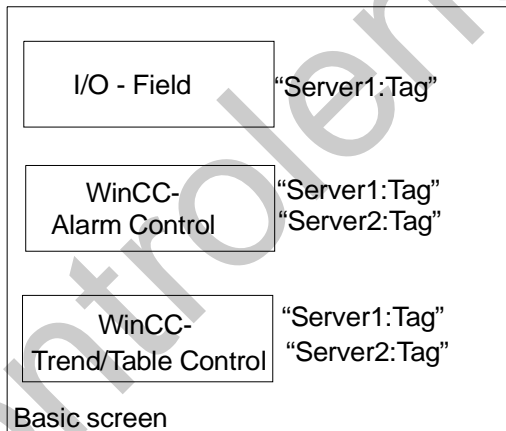 I/O - Field
“Server1:Tag”
WinCC-
Alarm Control
“Server1:Tag”
“Server2:Tag”
WinCC-
Trend/Table Control
“Server1:Tag”
“Server2:Tag”
Basic screen